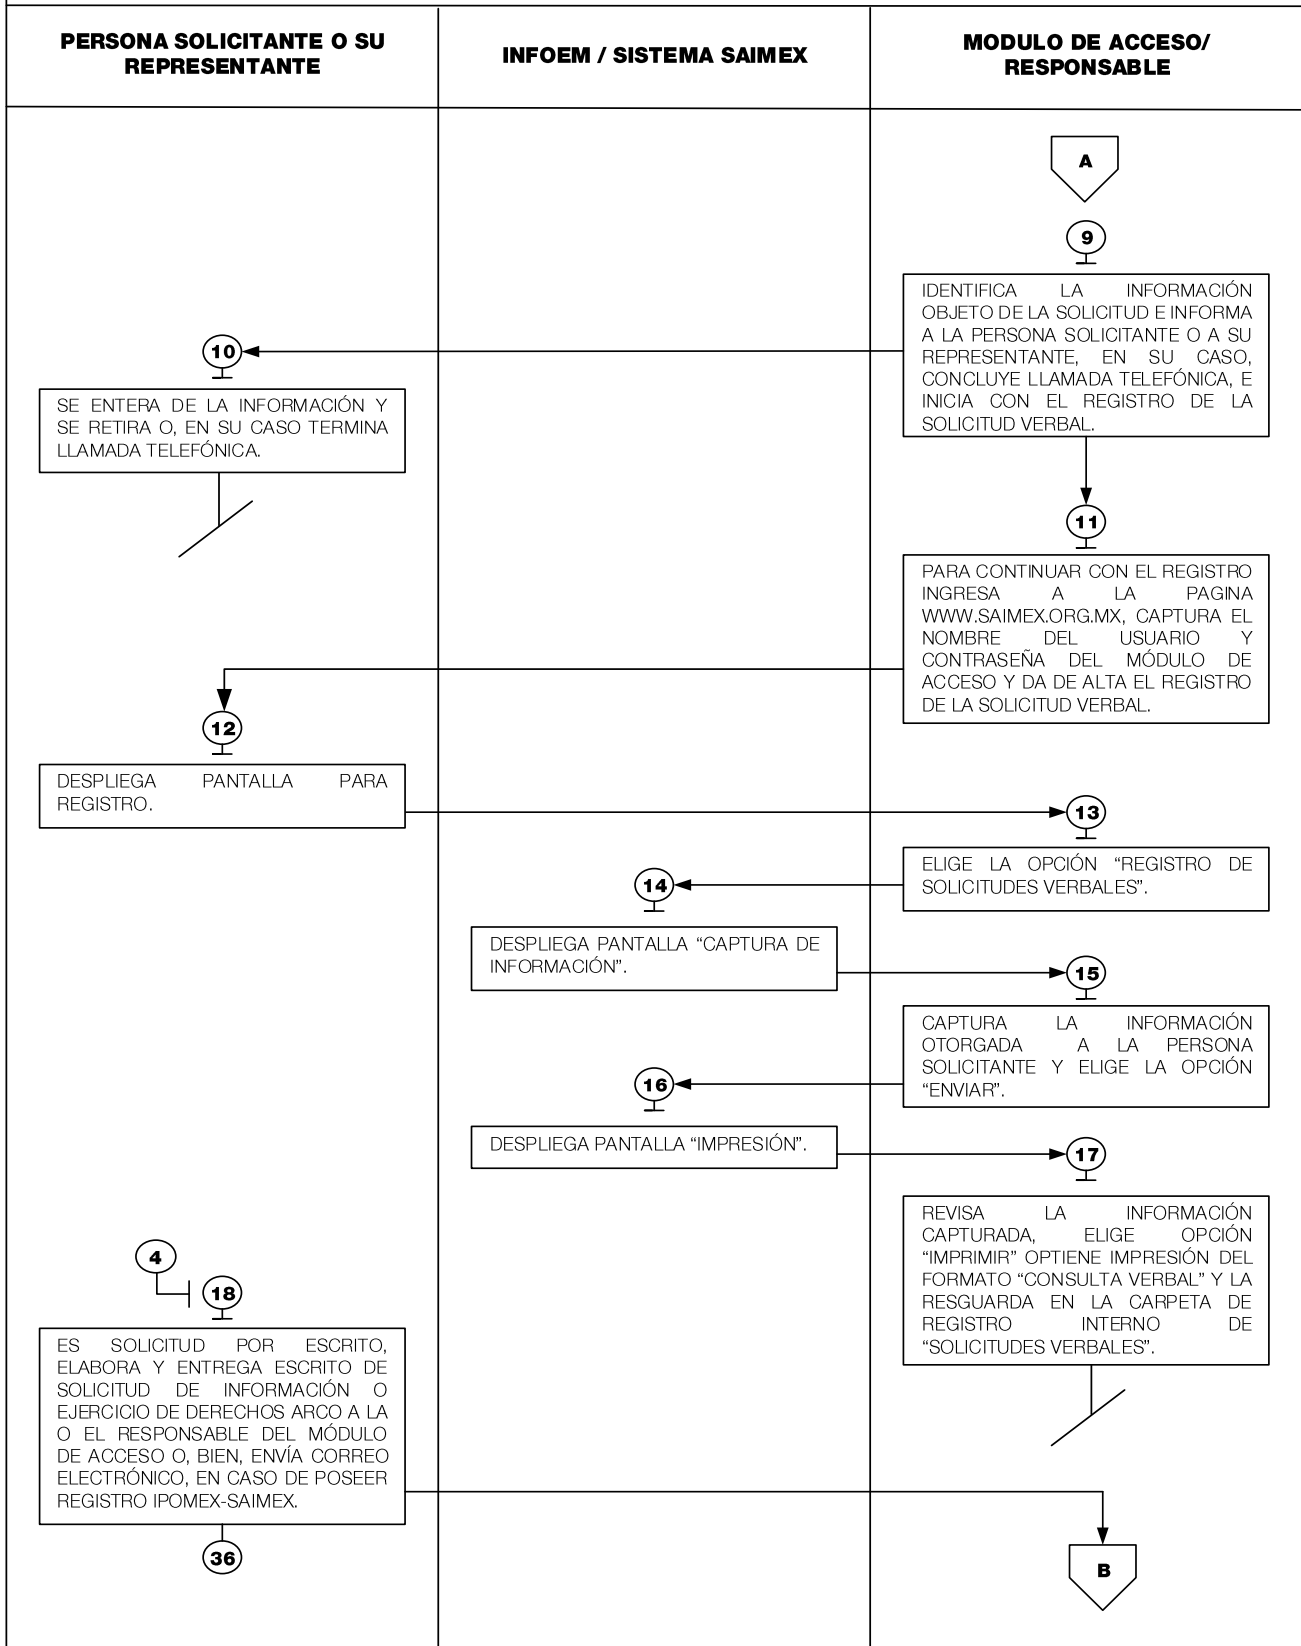 PERSONA SOLICITANTE O SU
REPRESENTANTE
INFOEM / SISTEMA SAIMEX
MODULO DE ACCESO/
RESPONSABLE
A
9
IDENTIFICA LA INFORMACIÓN
OBJETO DE LA SOLICITUD E INFORMA
A LA PERSONA SOLICITANTE O A SU
REPRESENTANTE, EN SU CASO,
CONCLUYE LLAMADA TELEFÓNICA, E
INICIA CON EL REGISTRO DE LA
SOLICITUD VERBAL.
10
SE ENTERA DE LA INFORMACIÓN Y
SE RETIRA O, EN SU CASO TERMINA
LLAMADA TELEFÓNICA.
11
PARA CONTINUAR CON EL REGISTRO
INGRESA A LA PAGINA
WWW.SAIMEX.ORG.MX, CAPTURA EL
NOMBRE DEL USUARIO Y
CONTRASEÑA DEL MÓDULO DE
ACCESO Y DA DE ALTA EL REGISTRO
DE LA SOLICITUD VERBAL.
12
DESPLIEGA PANTALLA PARA
REGISTRO.
13
ELIGE LA OPCIÓN “REGISTRO DE
SOLICITUDES VERBALES”.
14
DESPLIEGA PANTALLA “CAPTURA DE
INFORMACIÓN”.
15
CAPTURA LA INFORMACIÓN
OTORGADA A LA PERSONA
SOLICITANTE Y ELIGE LA OPCIÓN
“ENVIAR”.
16
DESPLIEGA PANTALLA “IMPRESIÓN”.
17
REVISA LA INFORMACIÓN
CAPTURADA, ELIGE OPCIÓN
“IMPRIMIR” OPTIENE IMPRESIÓN DEL
FORMATO “CONSULTA VERBAL” Y LA
RESGUARDA EN LA CARPETA DE
REGISTRO INTERNO DE
“SOLICITUDES VERBALES”.
4
18
ES SOLICITUD POR ESCRITO,
ELABORA Y ENTREGA ESCRITO DE
SOLICITUD DE INFORMACIÓN O
EJERCICIO DE DERECHOS ARCO A LA
O EL RESPONSABLE DEL MÓDULO
DE ACCESO O, BIEN, ENVÍA CORREO
ELECTRÓNICO, EN CASO DE POSEER
REGISTRO IPOMEX-SAIMEX.
36
B